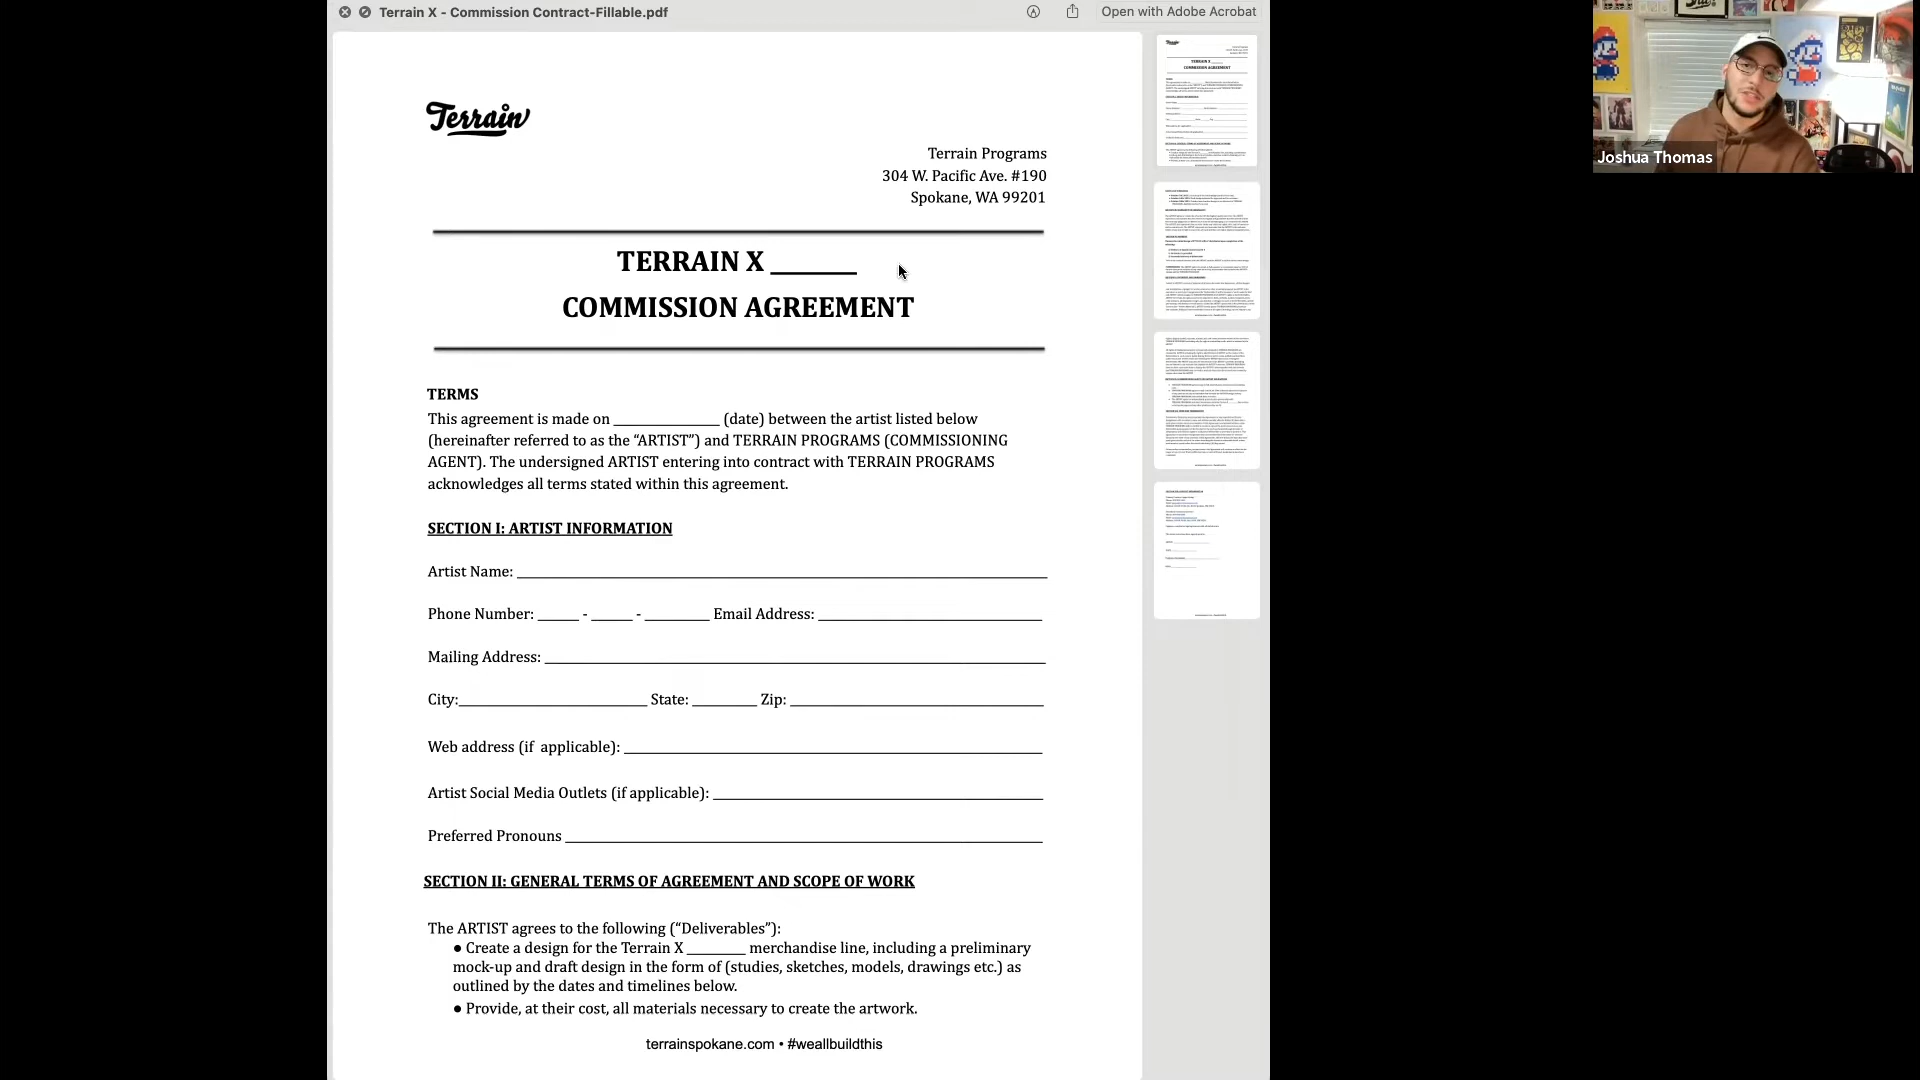 Terrain X - Commission Contract-Fillable.pdf
Open with Adobe Acrobat
Terrain
Terrain Programs
304 W. Pacific Ave. #190
Spokane, WA 99201
TERRAIN X ______
COMMISSION AGREEMENT
TERMS
This agreement is made on _____________ (date) between the artist listed below
(hereinafter referred to as the “ARTIST”) and TERRAIN PROGRAMS (COMMISSIONING
AGENT). The undersigned ARTIST entering into contract with TERRAIN PROGRAMS
acknowledges all terms stated within this agreement.
SECTION I: ARTIST INFORMATION
Artist Name: ____________________
Phone Number: _____ - _____ - ________ Email Address: ____________________
Mailing Address: ____________________
City:____________________ State: ________ Zip: ____________________
Web address (if applicable): ____________________
Artist Social Media Outlets (if applicable): ____________________
Preferred Pronouns ____________________
SECTION II: GENERAL TERMS OF AGREEMENT AND SCOPE OF WORK
The ARTIST agrees to the following (“Deliverables”):
● Create a design for the Terrain X _______ merchandise line, including a preliminary
mock-up and draft design in the form of (studies, sketches, models, drawings etc.) as
outlined by the dates and timelines below.
● Provide, at their cost, all materials necessary to create the artwork.
terrainspokane.com • #weallbuildthis
Joshua Thomas